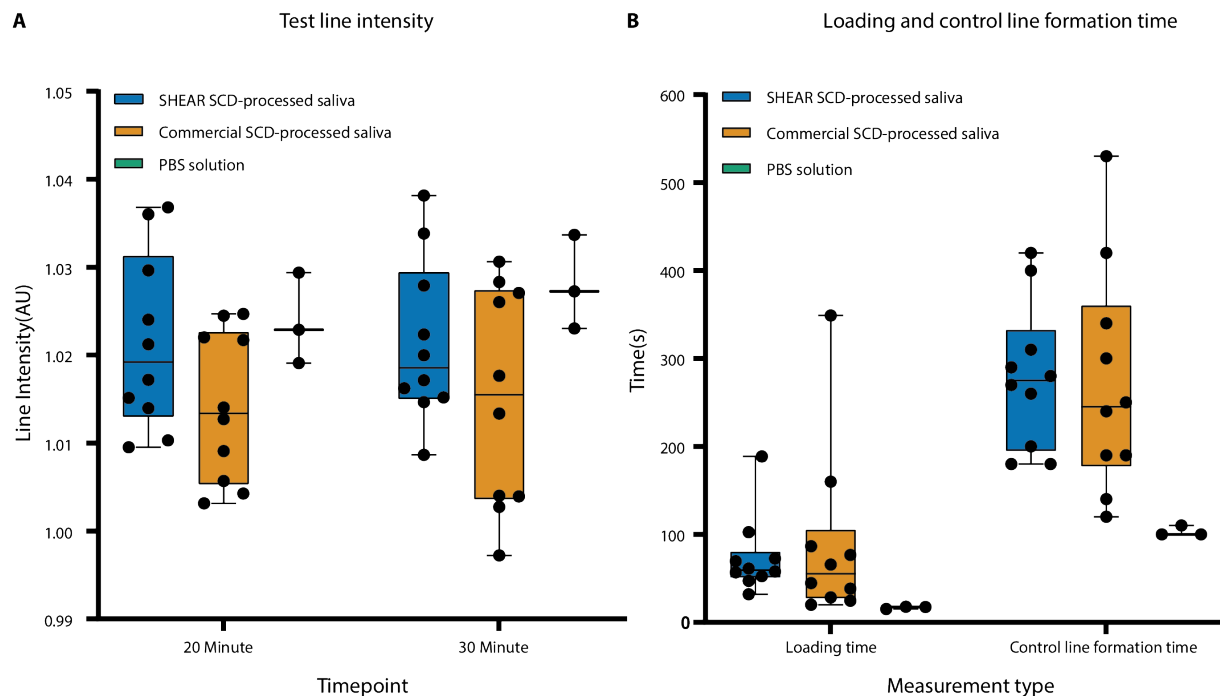 A
Test line intensity
SHEAR SCD-processed saliva
Commercial SCD-processed saliva
PBS solution
Line Intensity(AU)
1.05
1.04
1.03
1.02
1.01
1.00
0.99
20 Minute
30 Minute
Timepoint
B
Loading and control line formation time
SHEAR SCD-processed saliva
Commercial SCD-processed saliva
PBS solution
Time(s)
600
500
400
300
200
100
0
Loading time
Control line formation time
Measurement type